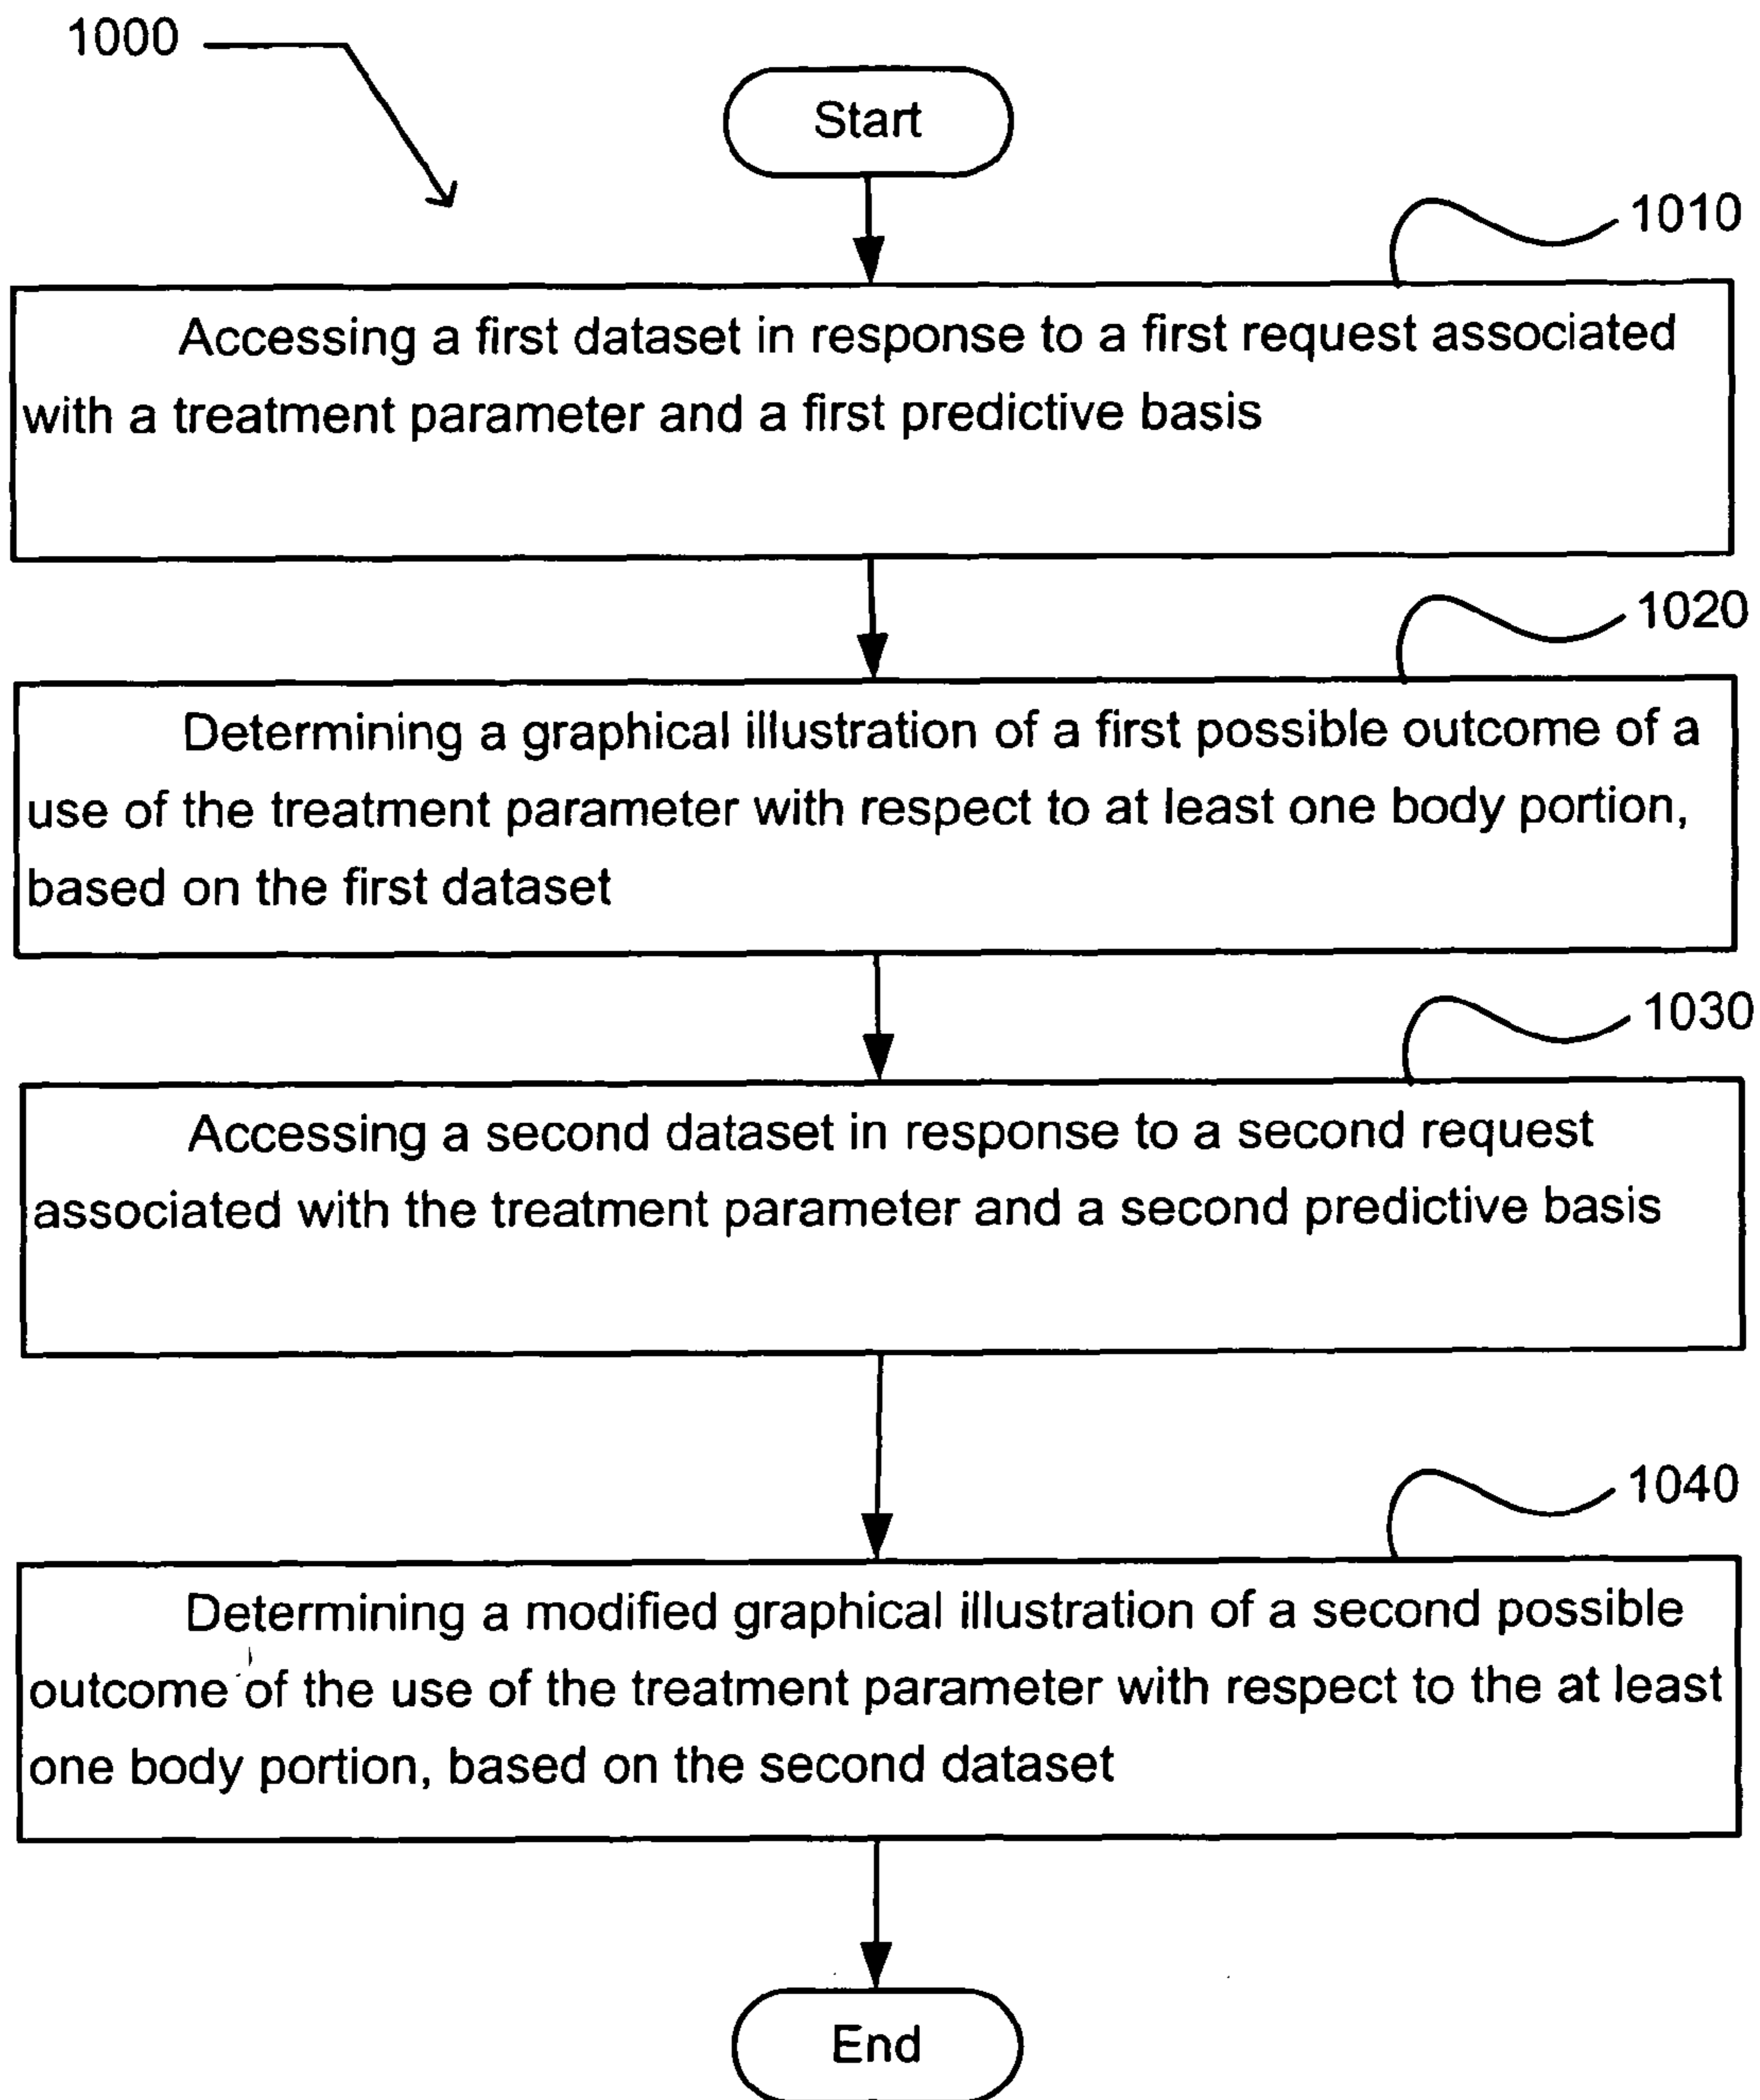 1000
Start
1010
Accessing a first dataset in response to a first request associated
with a treatment parameter and a first predictive basis
1020
Determining a graphical illustration of a first possible outcome of a
use of the treatment parameter with respect to at least one body portion,
based on the first dataset
1030
Accessing a second dataset in response to a second request
associated with the treatment parameter and a second predictive basis
1040
Determining a modified graphical illustration of a second possible
outcome of the use of the treatment parameter with respect to the at least
one body portion, based on the second dataset
End